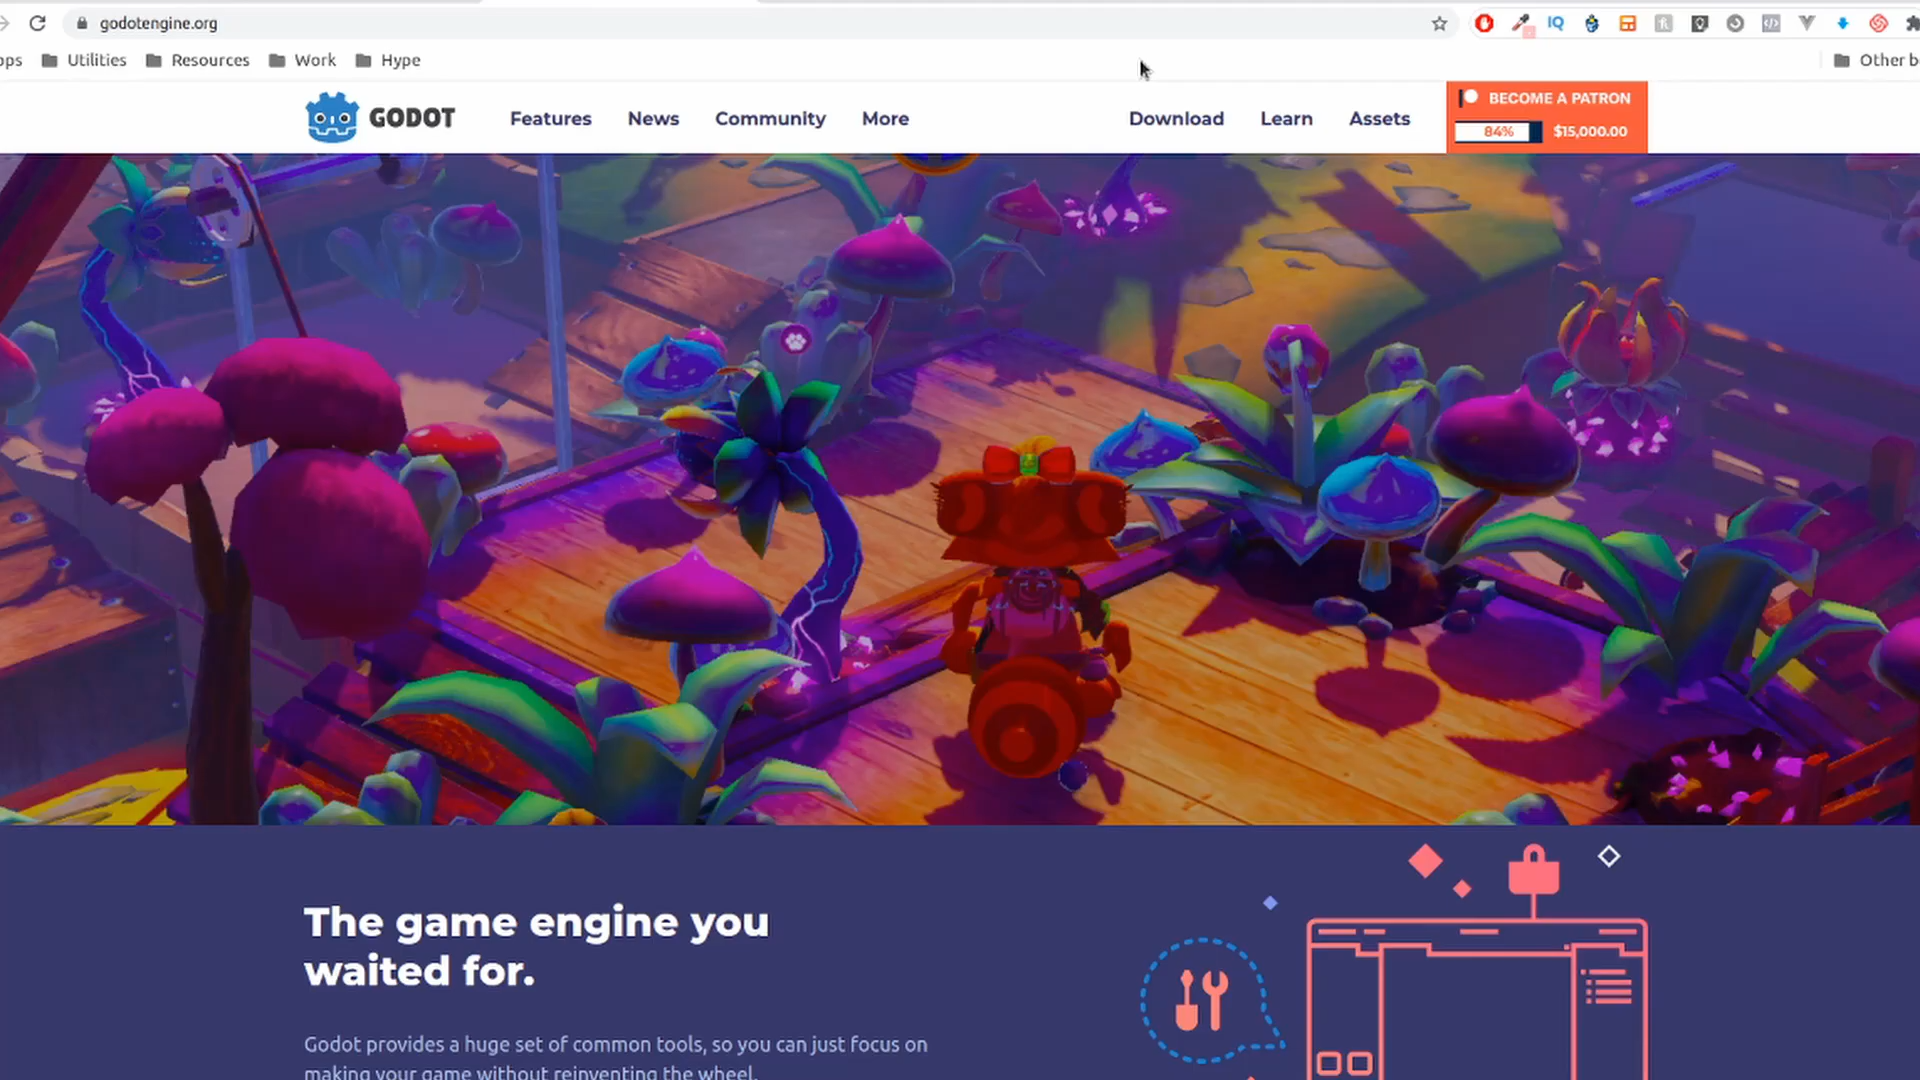 godotengine.org
IQ
Utilities
Resources
Work
Hype
GODOT
Features
News
Community
More
Download
Learn
Assets
BECOME A PATRON
84%
$15,000.00
The game engine you
waited for.
Godot provides a huge set of common tools, so you can just focus on
making your game without reinventing the wheel.